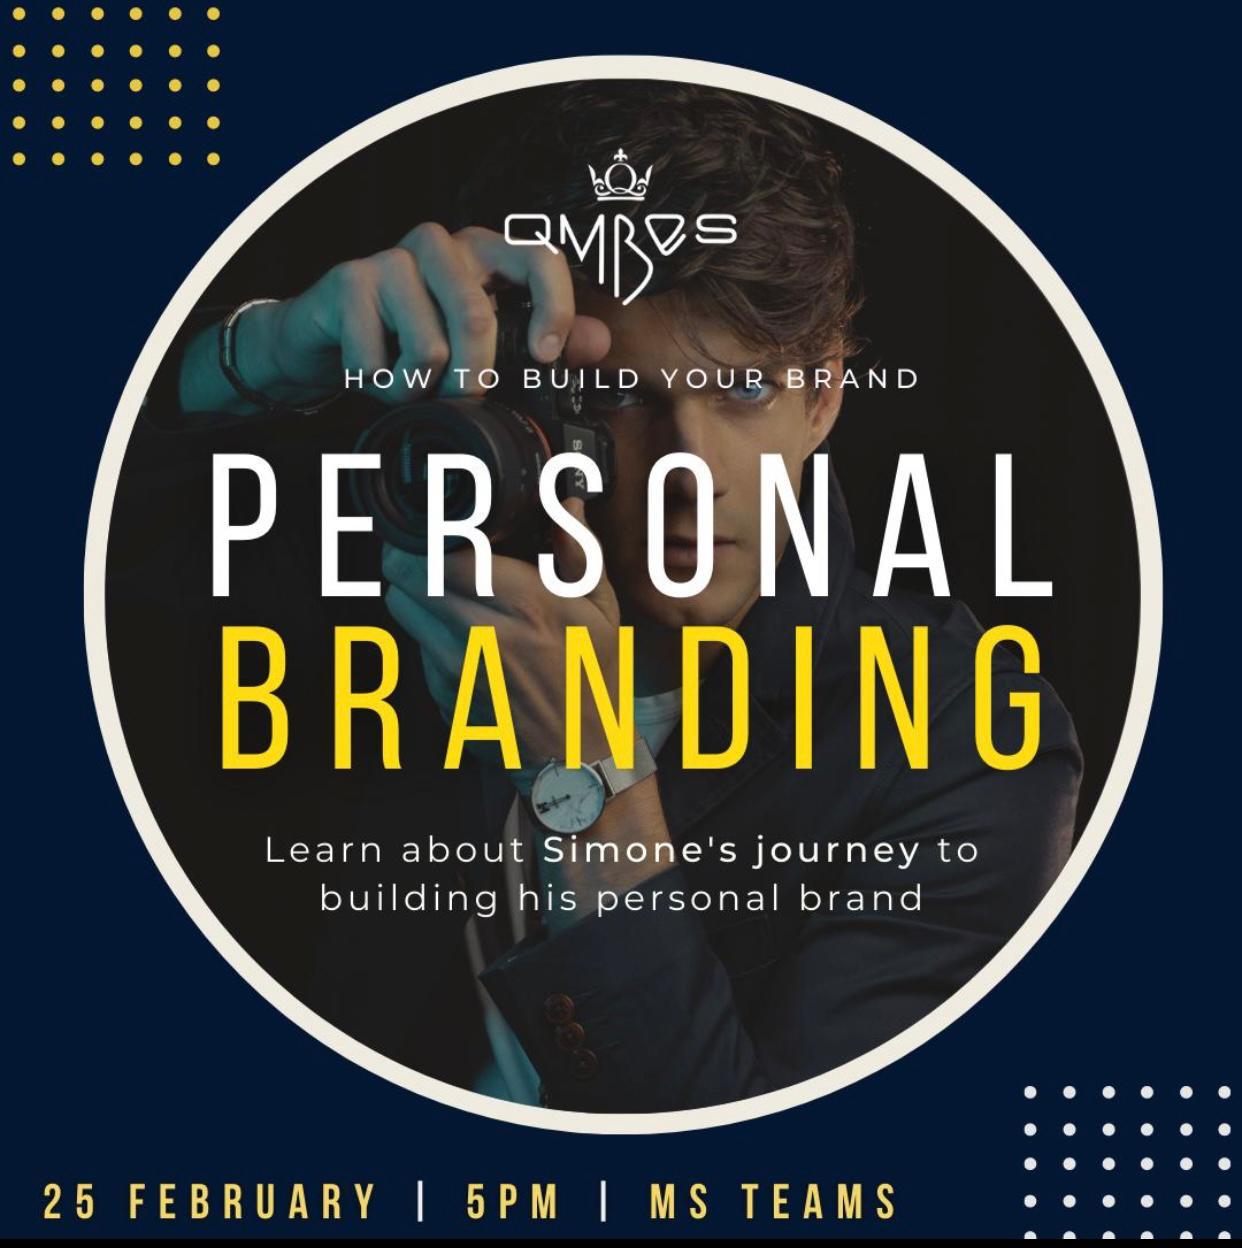 QMBES
HOW TO BUILD YOUR BRAND
SONY
PERSONAL
BRANDING
Learn about Simone's journey to
building his personal brand
25 FEBRUARY | 5PM | MS TEAMS